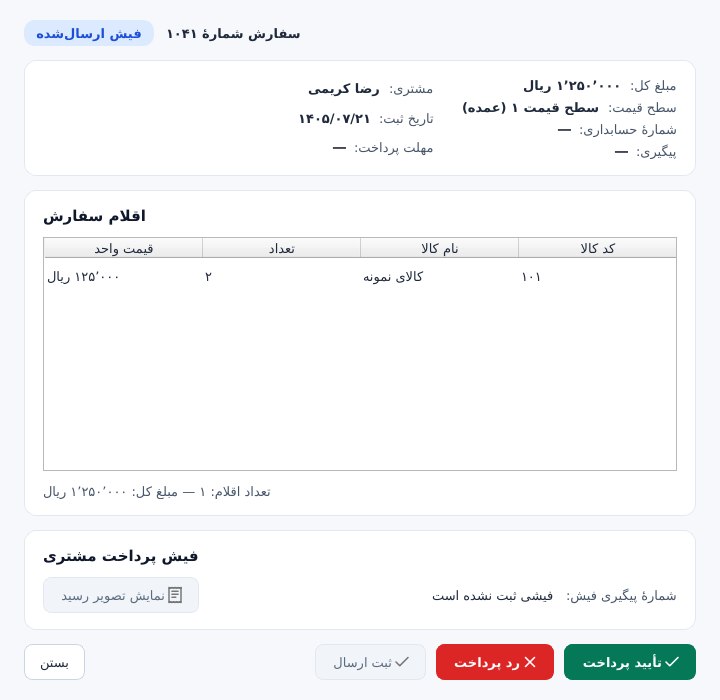 سفارش شمارهٔ ۱۰۴۱ فیش ارسال‌شده
مبلغ کل: ۱٬۲۵۰٬۰۰۰ ریال
سطح قیمت: سطح قیمت ۱ (عمده)
شمارهٔ حسابداری: —
پیگیری: —
مشتری: رضا کریمی
تاریخ ثبت: ۱۴۰۵/۰۷/۲۱
مهلت پرداخت: —
اقلام سفارش
کد کالا نام کالا تعداد قیمت واحد
۱۰۱ کالای نمونه ۲ ۱۲۵٬۰۰۰ ریال
تعداد اقلام: ۱ — مبلغ کل: ۱٬۲۵۰٬۰۰۰ ریال
فیش پرداخت مشتری
شمارهٔ پیگیری فیش: فیشی ثبت نشده است نمایش تصویر رسید
تأیید پرداخت رد پرداخت ثبت ارسال بستن